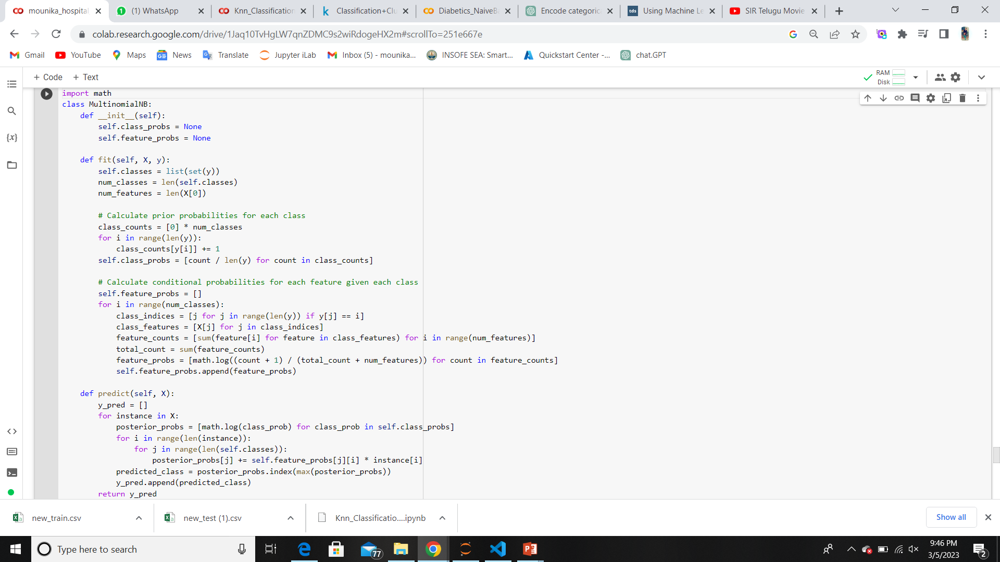 mounika_hospital
(1) WhatsApp
Knn_Classification
Classification+Clu
Diabetics_NaiveBa
Encode categorica
tds
Using Machine Le
SIR Telugu Movie
colab.research.google.com/drive/1Jaq10TvHgLW7qnZDMC9s2wiRdogeHX2m#scrollTo=251e667e
Gmail
YouTube
Maps
News
Translate
Jupyter iLab
Inbox (5) - mounika...
INSOFE SEA: Smart...
Quickstart Center -...
chat.GPT
+ Code
+ Text
RAM
Disk
{x}
import math
class MultinomialNB:
    def __init__(self):
        self.class_probs = None
        self.feature_probs = None
    def fit(self, X, y):
        self.classes = list(set(y))
        num_classes = len(self.classes)
        num_features = len(X[0])
        # Calculate prior probabilities for each class
        class_counts = [0] * num_classes
        for i in range(len(y)):
            class_counts[y[i]] += 1
        self.class_probs = [count / len(y) for count in class_counts]
        # Calculate conditional probabilities for each feature given each class
        self.feature_probs = []
        for i in range(num_classes):
            class_indices = [j for j in range(len(y)) if y[j] == i]
            class_features = [X[j] for j in class_indices]
            feature_counts = [sum(feature[i] for feature in class_features) for i in range(num_features)]
            total_count = sum(feature_counts)
            feature_probs = [math.log((count + 1) / (total_count + num_features)) for count in feature_counts]
            self.feature_probs.append(feature_probs)
    def predict(self, X):
        y_pred = []
        for instance in X:
            posterior_probs = [math.log(class_prob) for class_prob in self.class_probs]
            for i in range(len(instance)):
                for j in range(len(self.classes)):
                    posterior_probs[j] += self.feature_probs[j][i] * instance[i]
            predicted_class = posterior_probs.index(max(posterior_probs))
            y_pred.append(predicted_class)
        return y_pred
new_train.csv
new_test (1).csv
Knn_Classificatio....ipynb
Show all
Type here to search
77
9:46 PM
3/5/2023
2